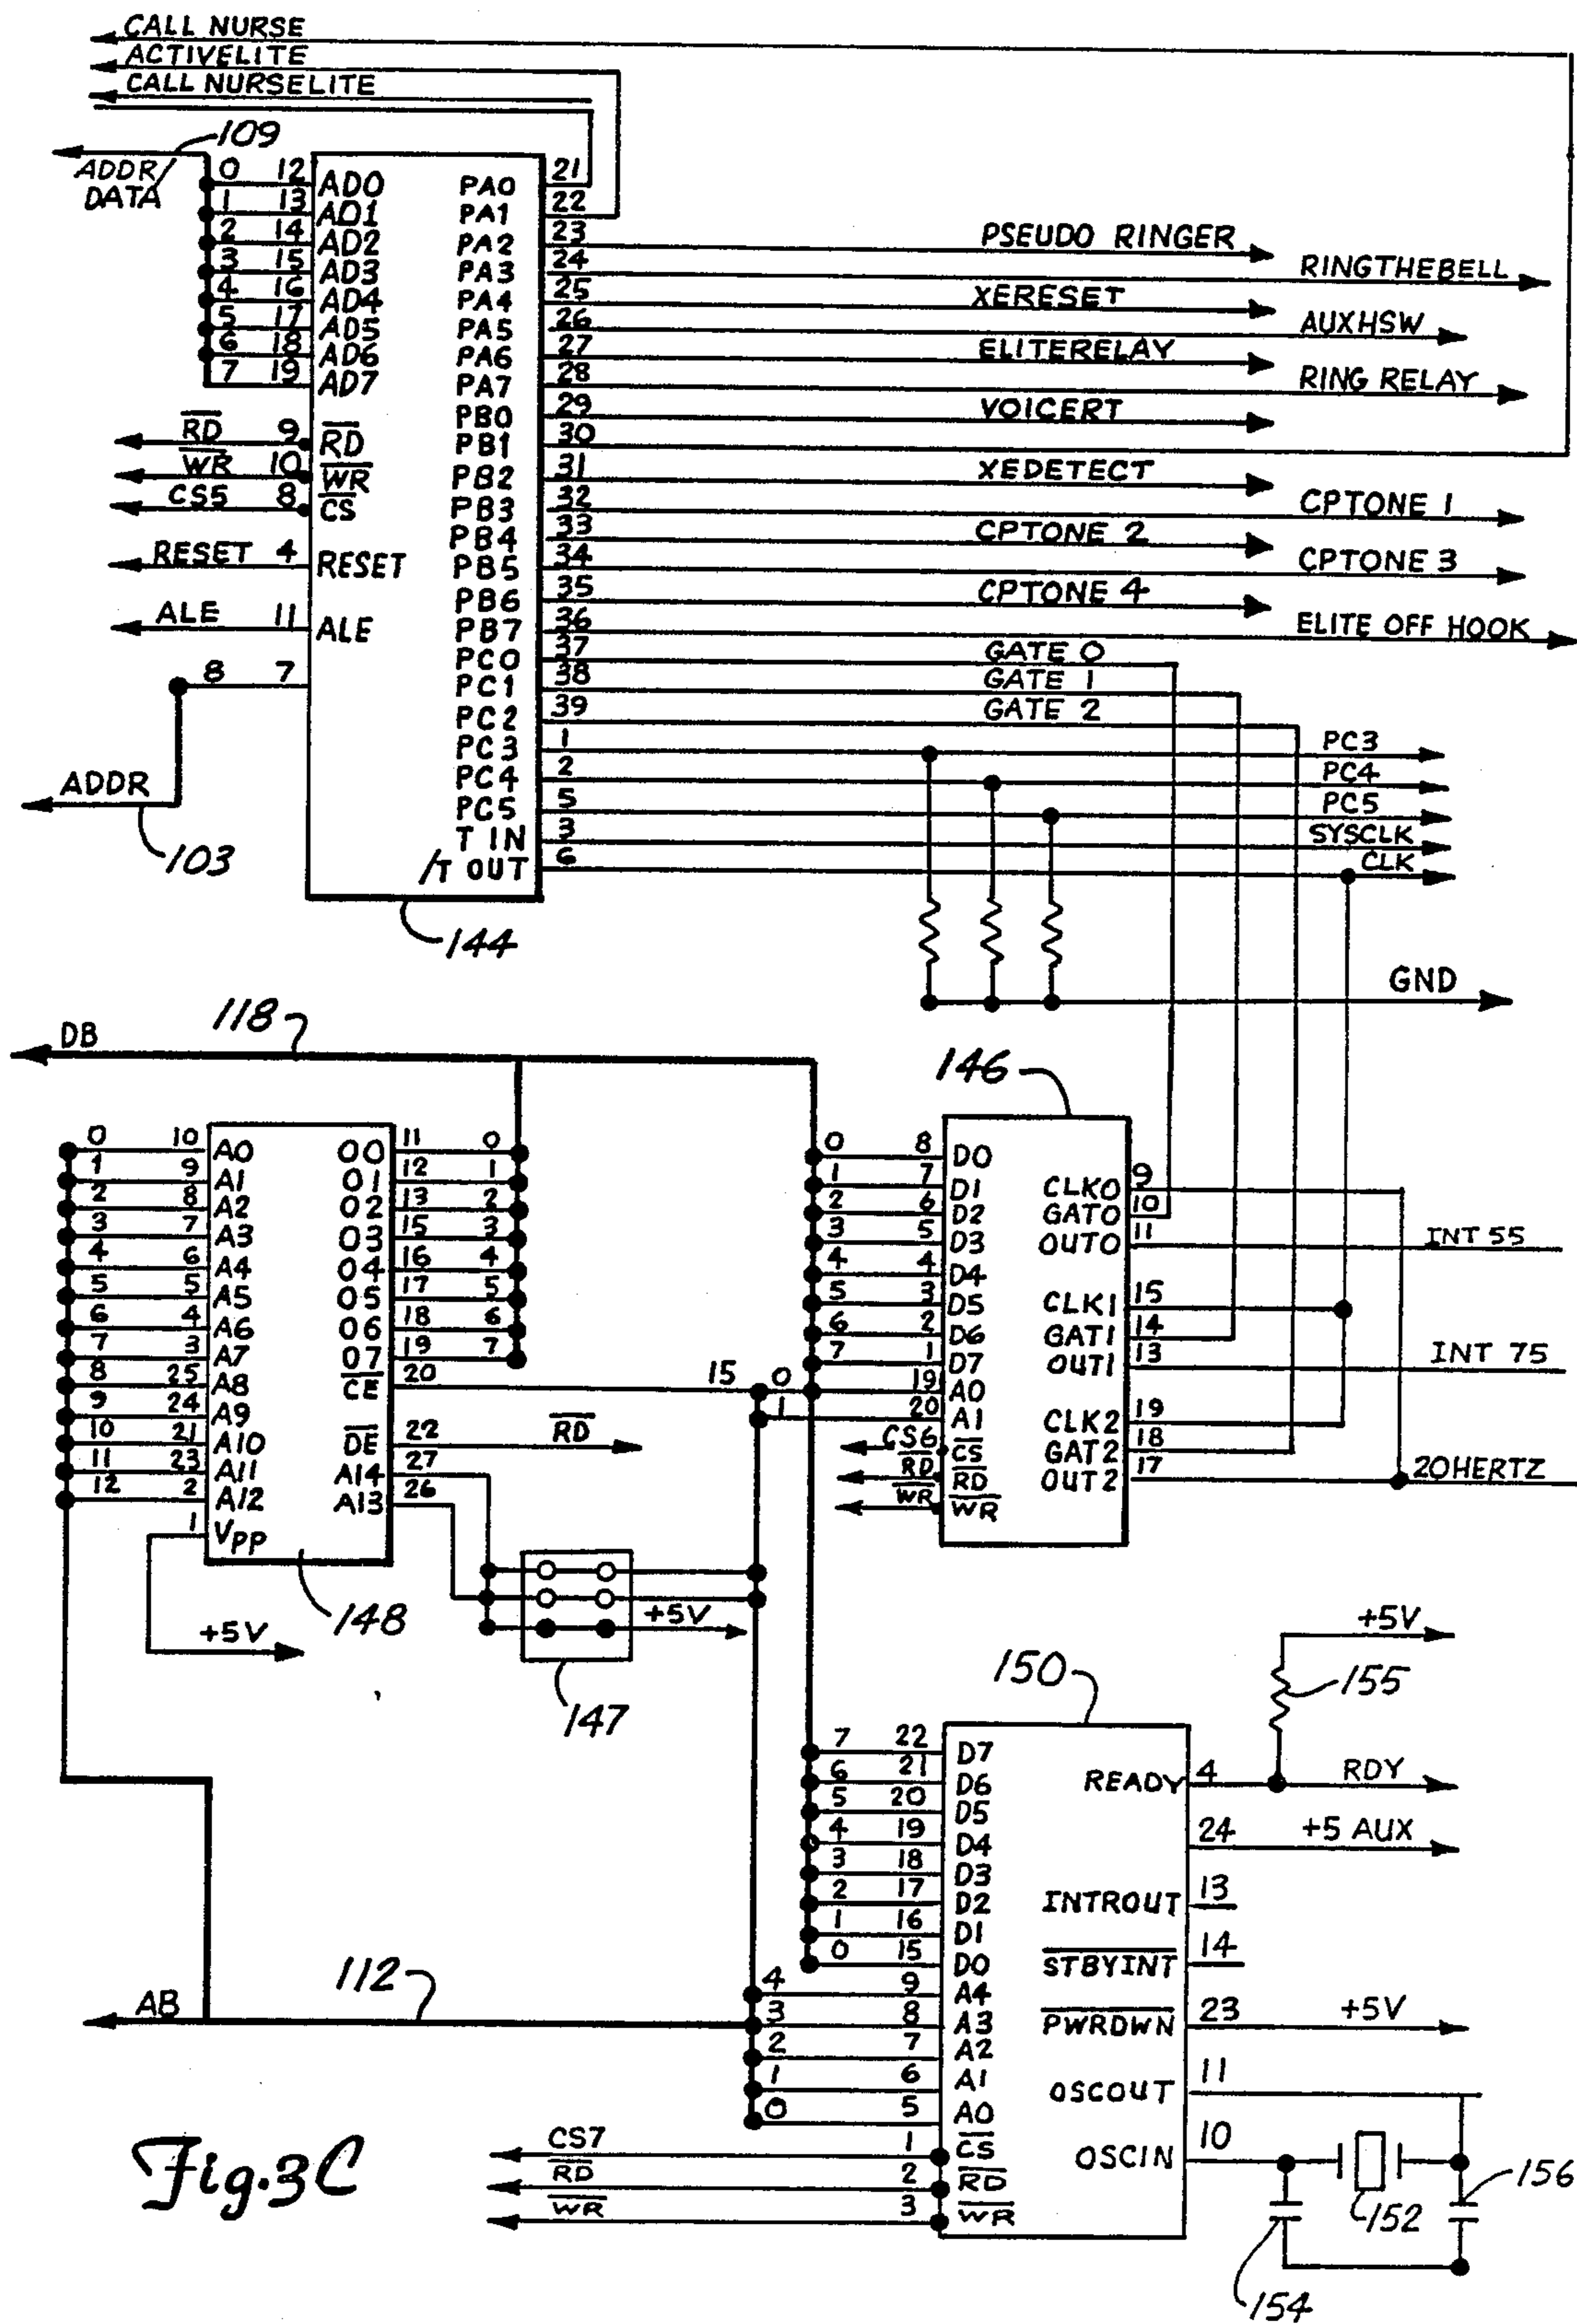 CALL NURSE
ACTIVELITE
CALL NURSELITE
109
ADDR/
DATA
0 12 AD0 PA0 21
1 13 AD1 PA1 22
2 14 AD2 PA2 23 PSEUDO RINGER
3 15 AD3 PA3 24 RINGTHEBELL
4 16 AD4 PA4 25 XERESET
5 17 AD5 PA5 26 AUXHSW
6 18 AD6 PA6 27 ELITERELAY
7 19 AD7 PA7 28 RING RELAY
PB0 29 VOICERT
RD 9 RD PB1 30
WR 10 WR PB2 31 XEDETECT
CS5 8 CS PB3 32 CPTONE 1
PB4 33 CPTONE 2
RESET 4 RESET PB5 34 CPTONE 3
PB6 35 CPTONE 4
ALE 11 ALE PB7 36 ELITE OFF HOOK
PC0 37 GATE 0
8 7 PC1 38 GATE 1
PC2 39 GATE 2
PC3 1 PC3
ADDR PC4 2 PC4
PC5 5 PC5
103 T IN 3 SYSCLK
/T OUT 6 CLK
144
GND
DB 118
146
0 10 A0 O0 11 0
1 9 A1 O1 12 1
2 8 A2 O2 13 2
3 7 A3 O3 15 3
4 6 A4 O4 16 4
5 5 A5 O5 17 5
6 4 A6 O6 18 6
7 3 A7 O7 19 7
8 25 A8 CE 20 15
9 24 A9
10 21 A10 DE 22 RD
11 23 A11 A14 27
12 2 A12 A13 26
1 VPP
+5V
148
147
+5V
0 8 D0
1 7 D1 CLK0 9
2 6 D2 GAT0 10
3 5 D3 OUT0 11 INT 55
4 4 D4
5 3 D5 CLK1 15
6 2 D6 GAT1 14
7 1 D7 OUT1 13 INT 75
0 19 A0
1 20 A1 CLK2 19
CS6 CS GAT2 18
RD RD OUT2 17 20HERTZ
WR WR
150
+5V
155
7 22 D7
6 21 D6 READY 4 RDY
5 20 D5
4 19 D4 24 +5 AUX
3 18 D3
2 17 D2 INTROUT 13
1 16 D1
0 15 D0 STBYINT 14
4 9 A4
3 8 A3 PWRDWN 23 +5V
2 7 A2
1 6 A1 OSCOUT 11
0 5 A0
CS7 1 CS OSCIN 10
RD 2 RD
WR 3 WR
AB 112
152
156
154
Fig.3C